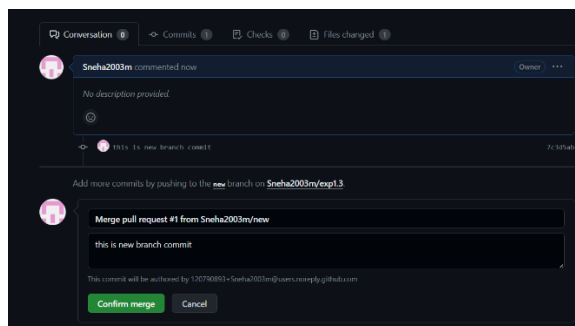 Conversation 0 Commits 1 Checks 0 Files changed 1
Sneha2003m commented now Owner ...
No description provided.
this is new branch commit 7c3d5ab
Add more commits by pushing to the new branch on Sneha2003m/exp1.3.
Merge pull request #1 from Sneha2003m/new
this is new branch commit
This commit will be authored by 120790893+Sneha2003m@users.noreply.github.com
Confirm merge Cancel